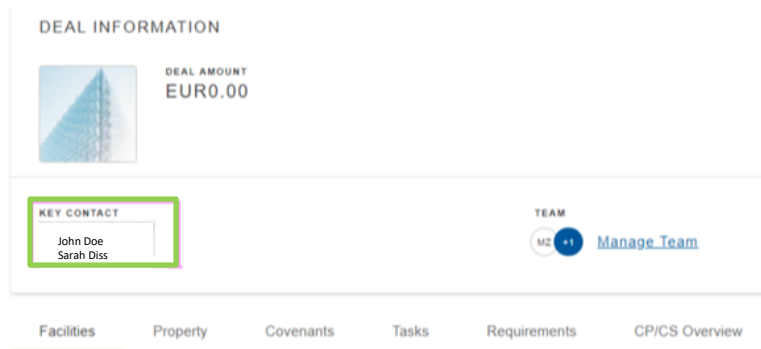 DEAL INFORMATION
DEAL AMOUNT
EUR0.00
KEY CONTACT
John Doe
Sarah Diss
TEAM
MZ +1 Manage Team
Facilities Property Covenants Tasks Requirements CP/CS Overview